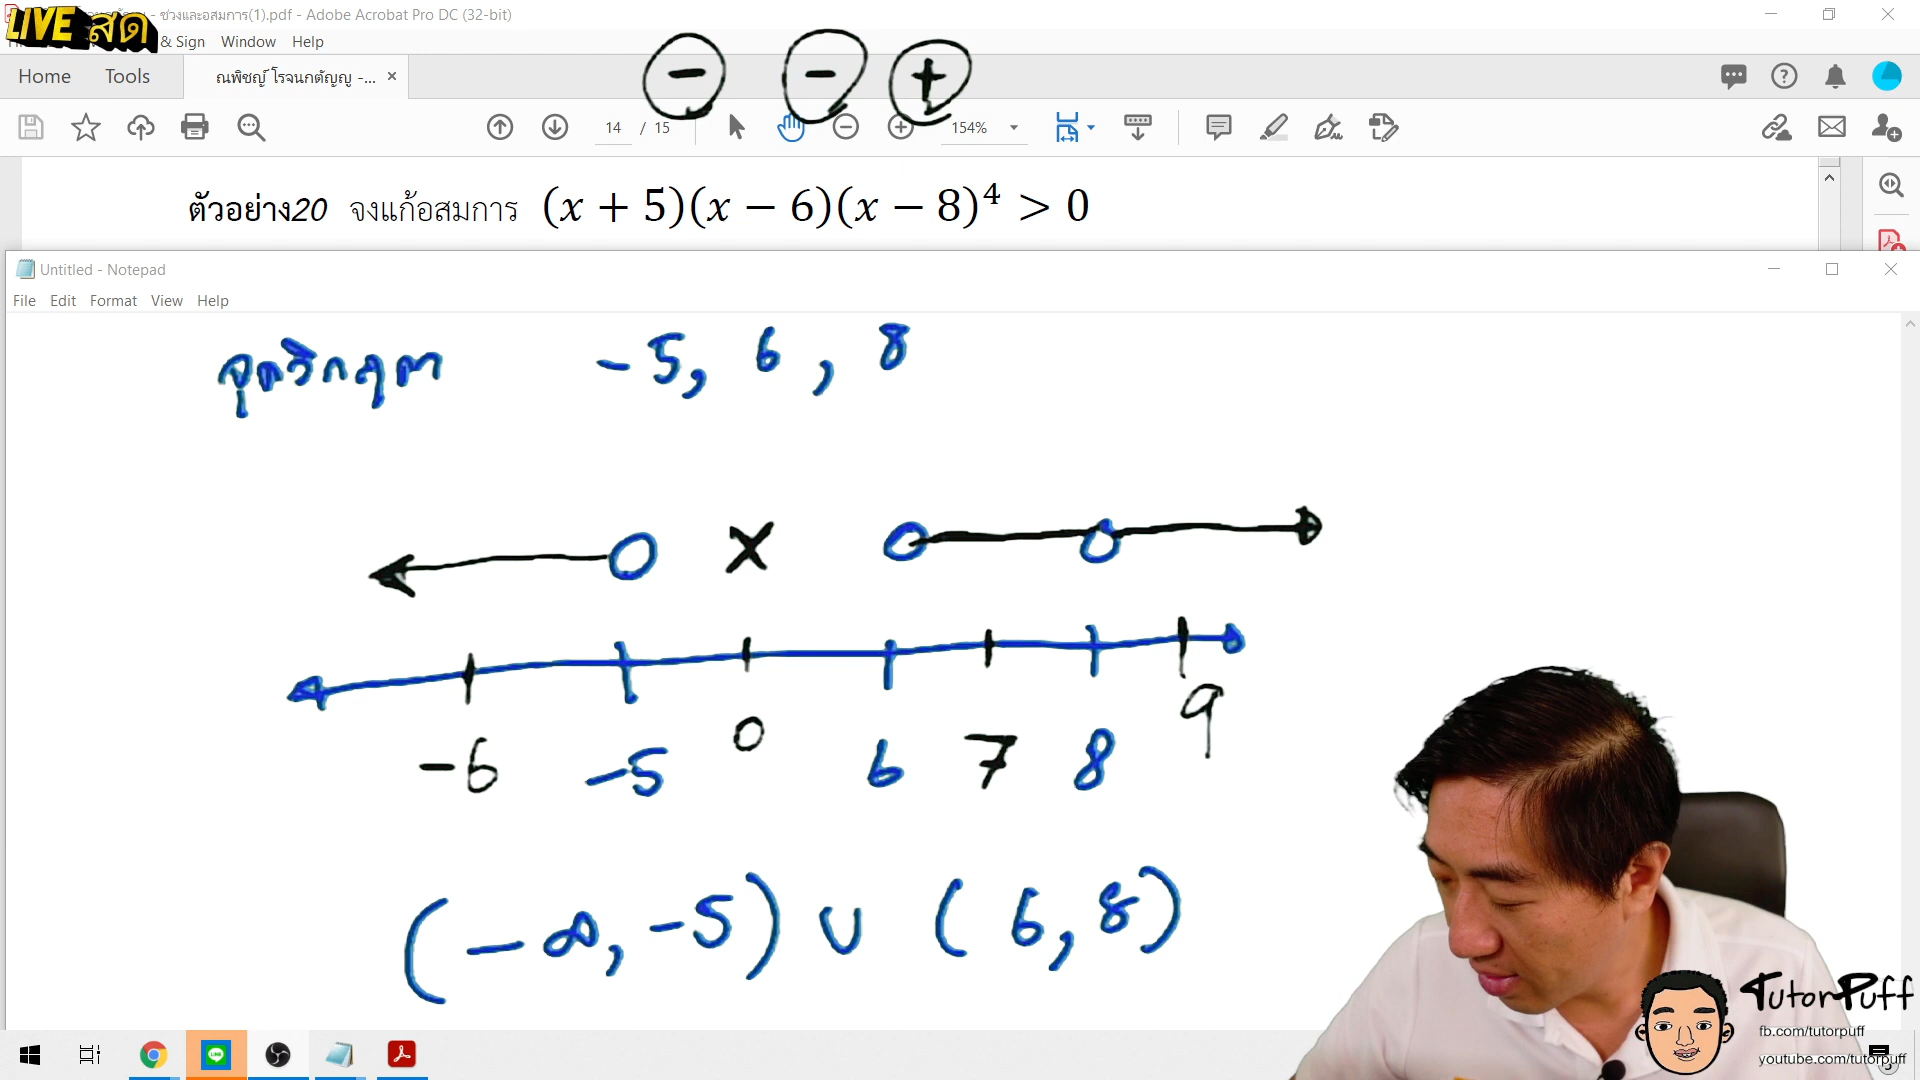 LIVE สด
- ช่วงและอสมการ(1).pdf - Adobe Acrobat Pro DC (32-bit)
& Sign Window Help
Home Tools ณพิชญ์ โรจนกตัญญู -... ×
- - +
14 / 15 154%
ตัวอย่าง20 จงแก้อสมการ (x + 5)(x − 6)(x − 8)⁴ > 0
Untitled - Notepad
File Edit Format View Help
จุดวิกฤต -5, 6, 8
x
-6 -5 0 6 7 8 9
(-∞, -5) ∪ (6, 8)
TutorPuff
fb.com/tutorpuff
youtube.com/tutorpuff